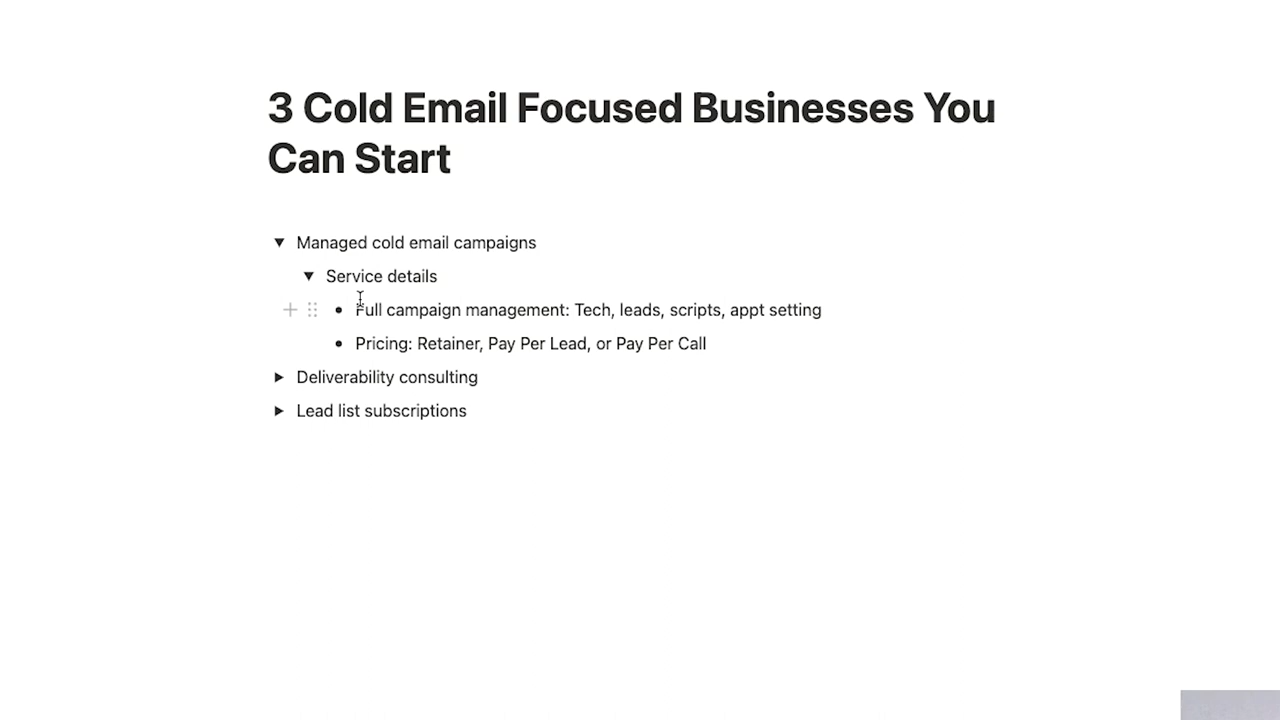 3 Cold Email Focused Businesses You
Can Start
Managed cold email campaigns
Service details
Full campaign management: Tech, leads, scripts, appt setting
Pricing: Retainer, Pay Per Lead, or Pay Per Call
Deliverability consulting
Lead list subscriptions